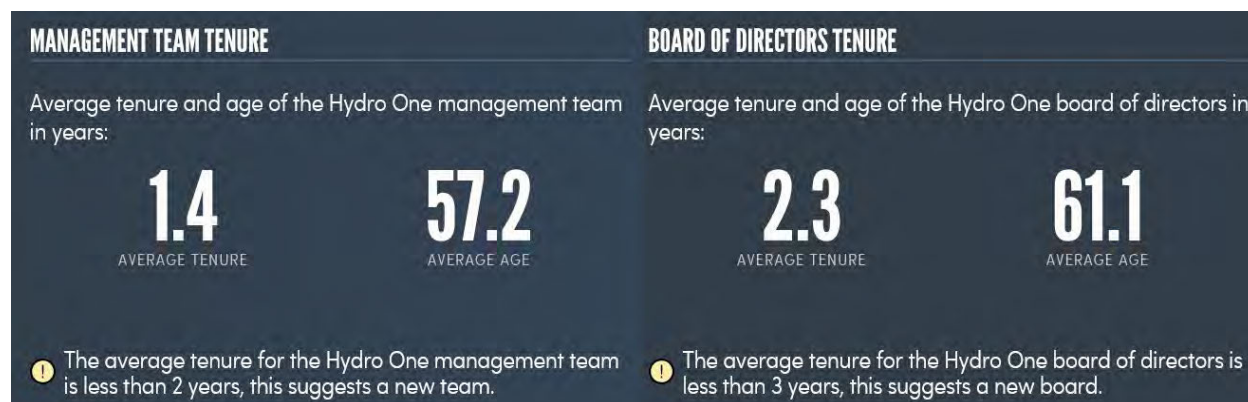 MANAGEMENT TEAM TENURE
Average tenure and age of the Hydro One management team
in years:
1.4
AVERAGE TENURE
57.2
AVERAGE AGE
! The average tenure for the Hydro One management team
is less than 2 years, this suggests a new team.
BOARD OF DIRECTORS TENURE
Average tenure and age of the Hydro One board of directors in
years:
2.3
AVERAGE TENURE
61.1
AVERAGE AGE
! The average tenure for the Hydro One board of directors is
less than 3 years, this suggests a new board.